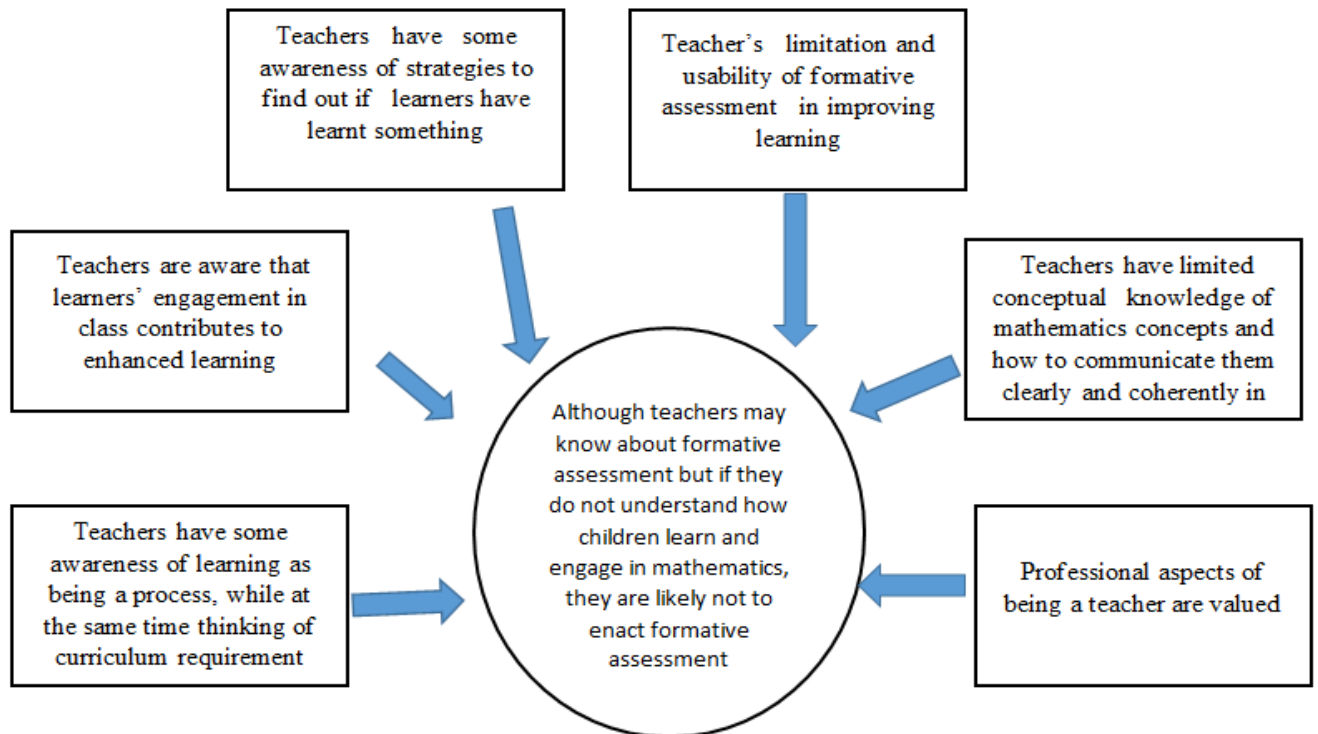 Teachers have some
awareness of strategies to
find out if learners have
learnt something
Teacher’s limitation and
usability of formative
assessment in improving
learning
Teachers are aware that
learners’ engagement in
class contributes to
enhanced learning
Teachers have limited
conceptual knowledge of
mathematics concepts and
how to communicate them
clearly and coherently in
Although teachers may
know about formative
assessment but if they
do not understand how
children learn and
engage in mathematics,
they are likely not to
enact formative
assessment
Teachers have some
awareness of learning as
being a process, while at
the same time thinking of
curriculum requirement
Professional aspects of
being a teacher are valued